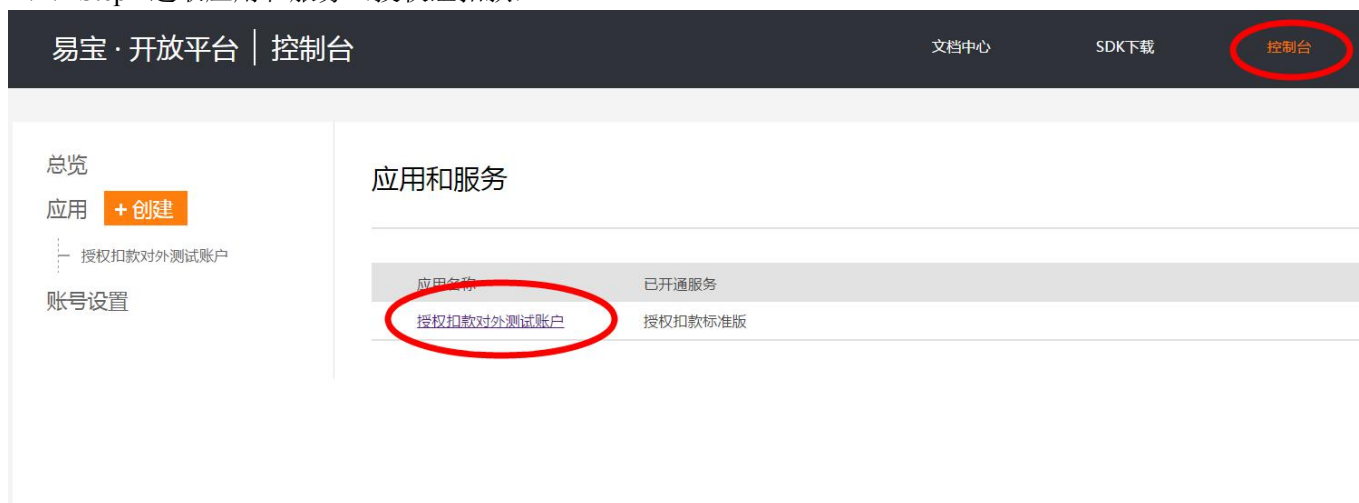 易宝·开放平台 | 控制台 文档中心 SDK下载 控制台
总览
应用和服务
应用 +创建
授权扣款对外测试账户
应用名称 已开通服务
账号设置
授权扣款对外测试账户 授权扣款标准版